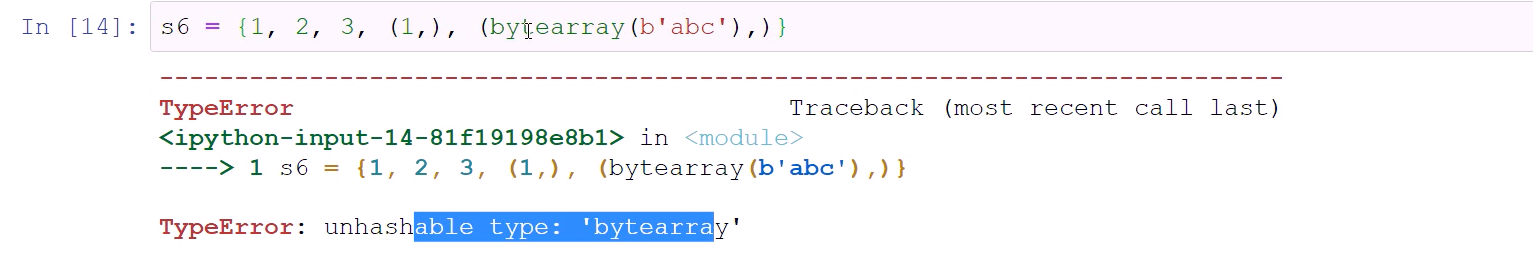 In [14]: s6 = {1, 2, 3, (1,), (bytearray(b'abc'),)}
---------------------------------------------------------------------------
TypeError                                 Traceback (most recent call last)
<ipython-input-14-81f19198e8b1> in <module>
----> 1 s6 = {1, 2, 3, (1,), (bytearray(b'abc'),)}
TypeError: unhashable type: 'bytearray'